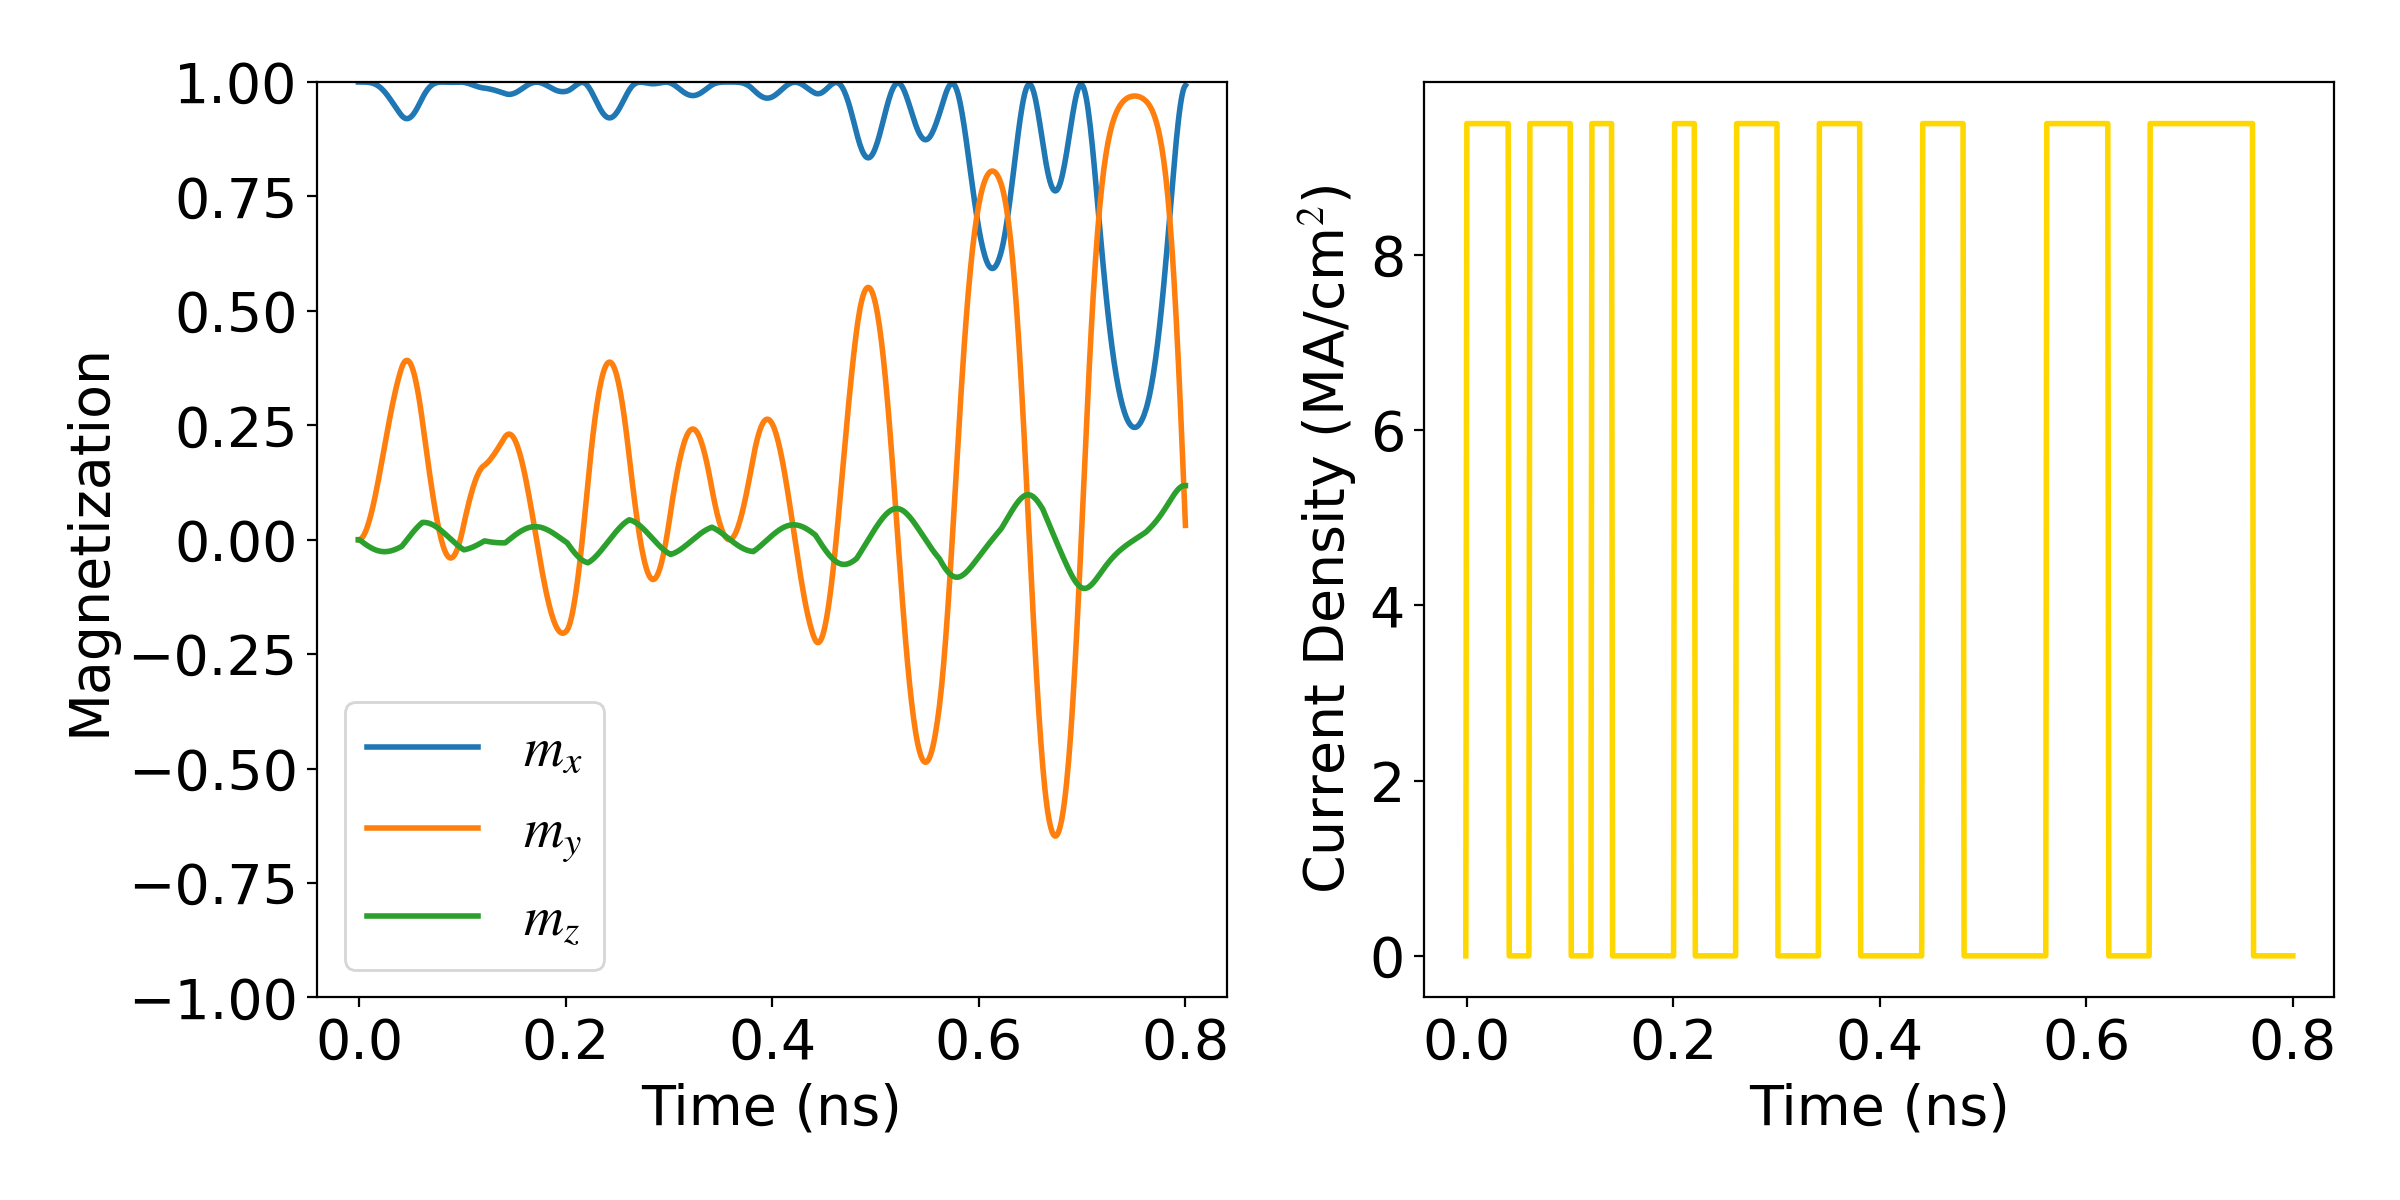 1.00
0.75
0.50
0.25
0.00
−0.25
−0.50
−0.75
−1.00
Magnetization
m_x
m_y
m_z
0.0 0.2 0.4 0.6 0.8
Time (ns)
8
6
4
2
0
Current Density (MA/cm²)
0.0 0.2 0.4 0.6 0.8
Time (ns)